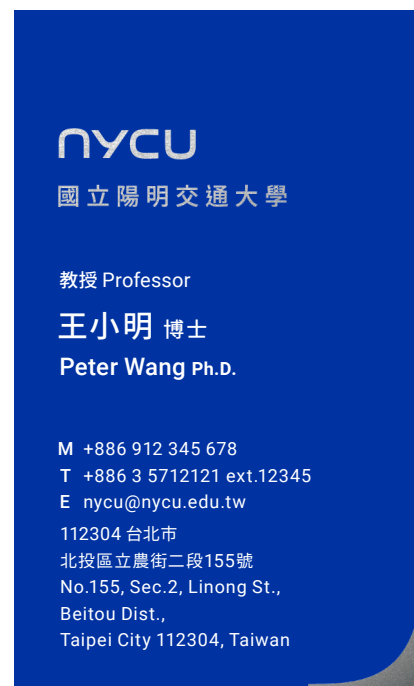 nycu
國立陽明交通大學
教授 Professor
王小明 博士
Peter Wang Ph.D.
M +886 912 345 678
T +886 3 5712121 ext.12345
E nycu@nycu.edu.tw
112304 台北市
北投區立農街二段155號
No.155, Sec.2, Linong St.,
Beitou Dist.,
Taipei City 112304, Taiwan